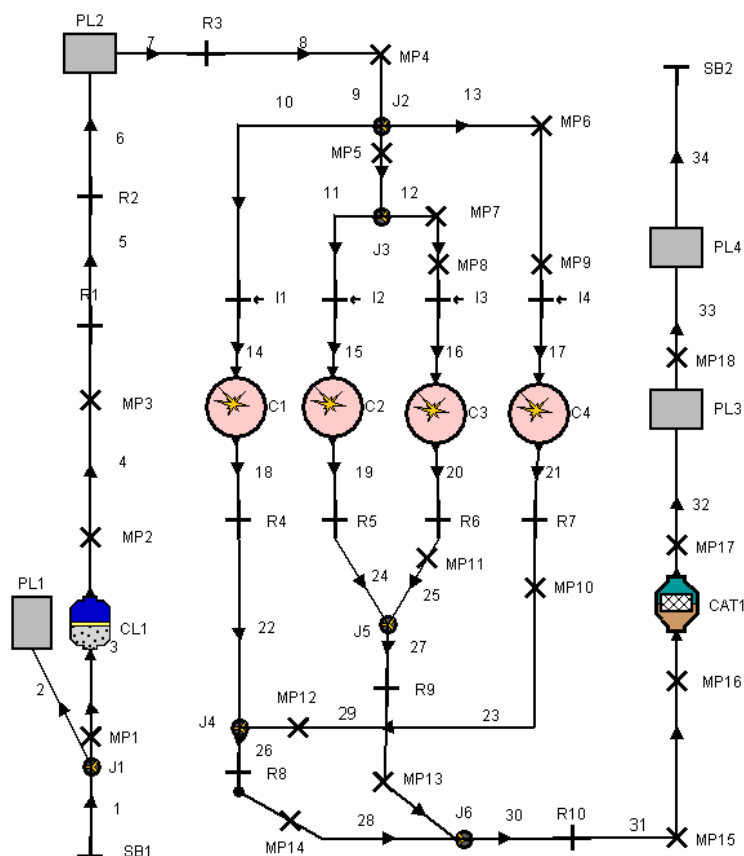 PL2
R3
7
8
MP4
SB2
10
9
J2
13
MP6
6
MP5
34
R2
11
12
MP7
J3
PL4
5
MP8
MP9
R1
I1
I2
I3
I4
33
14
15
16
17
MP18
MP3
C1
C2
C3
C4
PL3
4
18
19
20
21
32
MP2
R4
R5
R6
R7
MP17
PL1
MP11
24
25
MP10
CL1
CAT1
J5
3
22
27
2
R9
MP16
MP12
J4
29
23
MP1
26
J1
R8
MP13
1
J6
28
30
R10
31
MP15
SB1
MP14